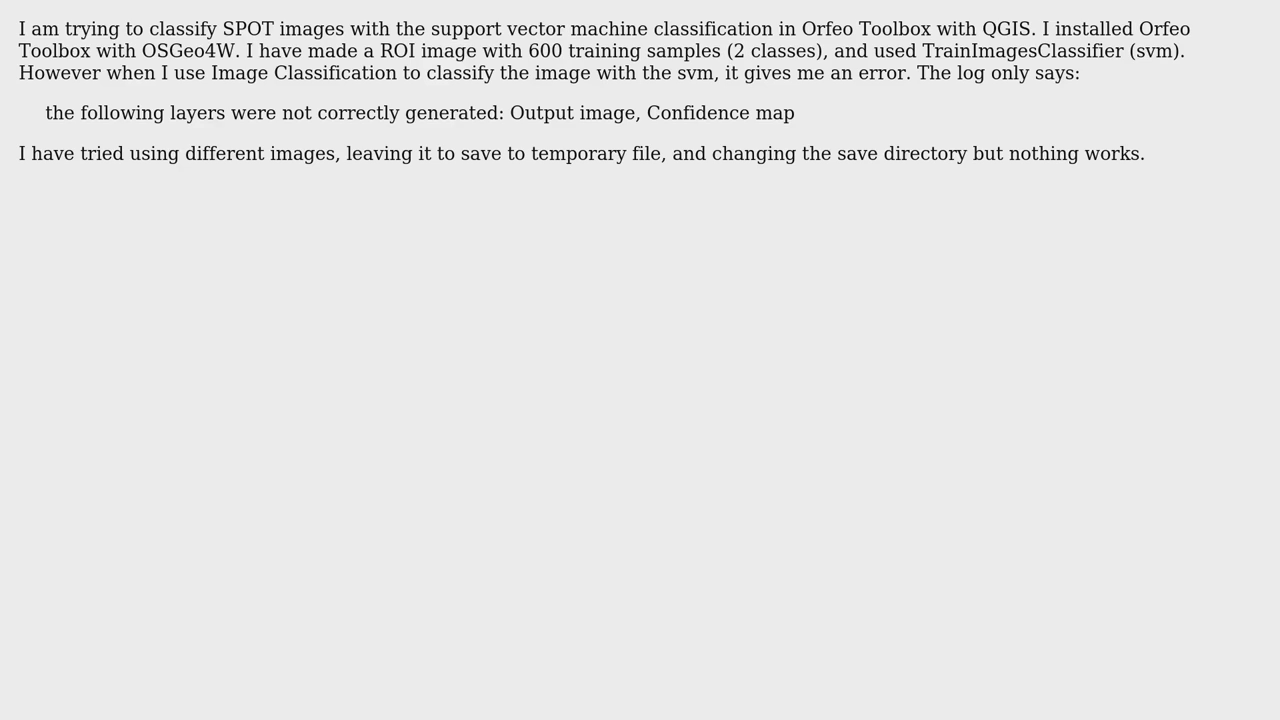 I am trying to classify SPOT images with the support vector machine classification in Orfeo Toolbox with QGIS. I installed Orfeo
Toolbox with OSGeo4W. I have made a ROI image with 600 training samples (2 classes), and used TrainImagesClassifier (svm).
However when I use Image Classification to classify the image with the svm, it gives me an error. The log only says:
the following layers were not correctly generated: Output image, Confidence map
I have tried using different images, leaving it to save to temporary file, and changing the save directory but nothing works.